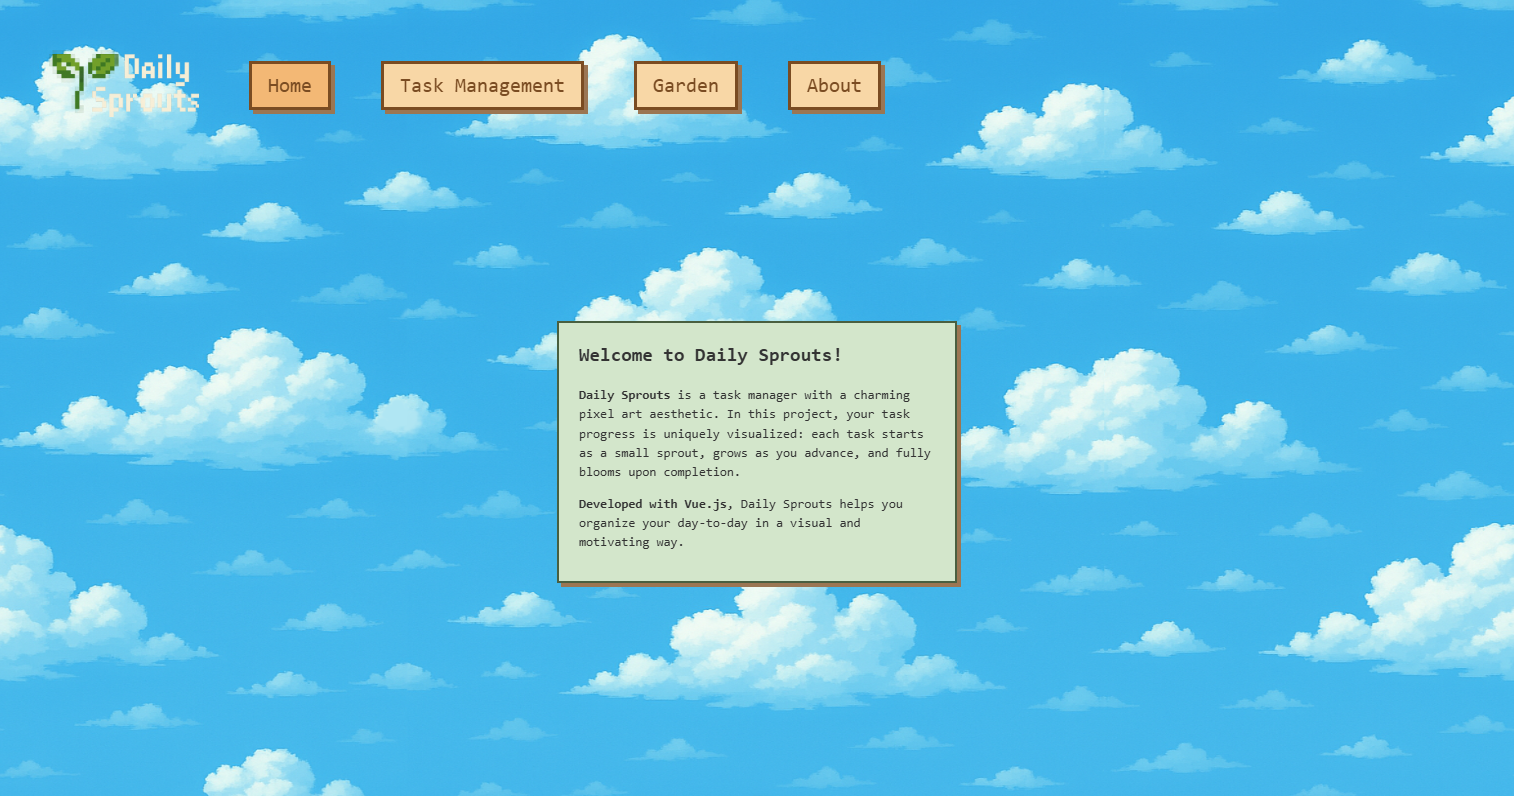 Daily
Sprouts
Home
Task Management
Garden
About
Welcome to Daily Sprouts!
Daily Sprouts is a task manager with a charming
pixel art aesthetic. In this project, your task
progress is uniquely visualized: each task starts
as a small sprout, grows as you advance, and fully
blooms upon completion.
Developed with Vue.js, Daily Sprouts helps you
organize your day-to-day in a visual and
motivating way.